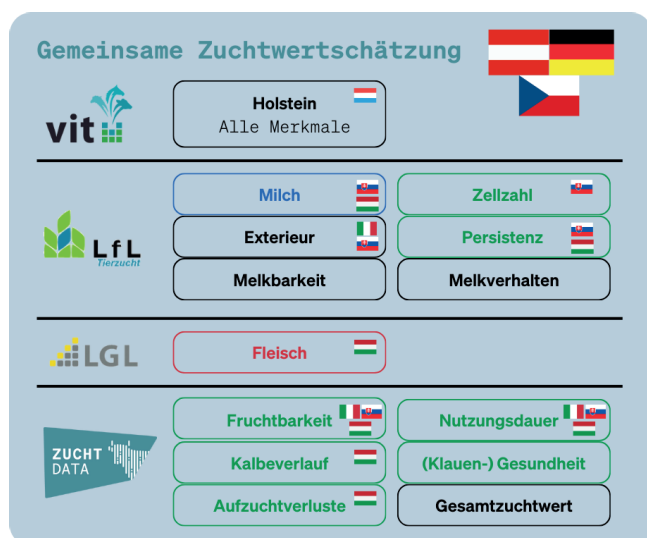 Gemeinsame Zuchtwertschätzung
vit
Holstein
Alle Merkmale
LfL
Tierzucht
Milch
Zellzahl
Exterieur
Persistenz
Melkbarkeit
Melkverhalten
LGL
Fleisch
ZUCHT
DATA
Fruchtbarkeit
Nutzungsdauer
Kalbeverlauf
(Klauen-) Gesundheit
Aufzuchtverluste
Gesamtzuchtwert